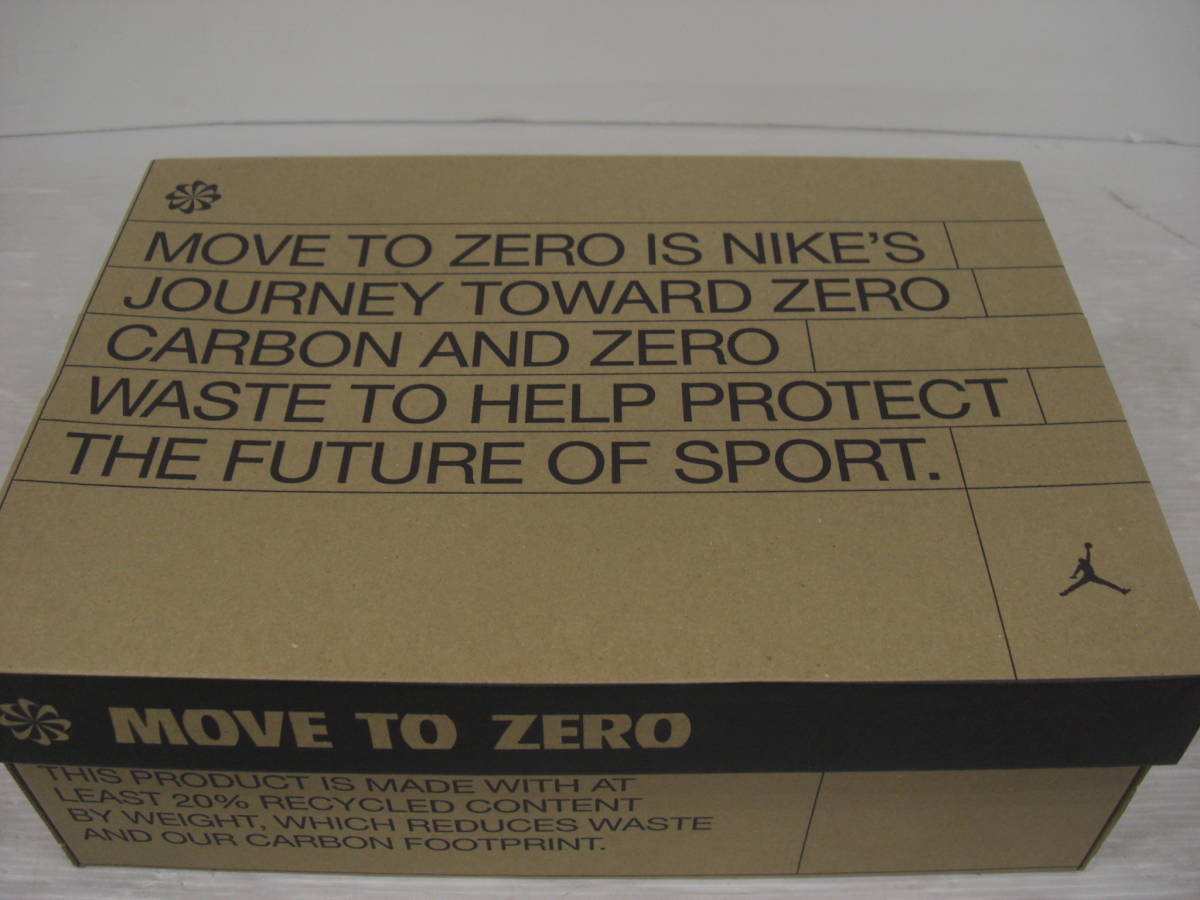 MOVE TO ZERO IS NIKE'S
JOURNEY TOWARD ZERO
CARBON AND ZERO
WASTE TO HELP PROTECT
THE FUTURE OF SPORT.
MOVE TO ZERO
THIS PRODUCT IS MADE WITH AT
LEAST 20% RECYCLED CONTENT
BY WEIGHT, WHICH REDUCES WASTE
AND OUR CARBON FOOTPRINT.